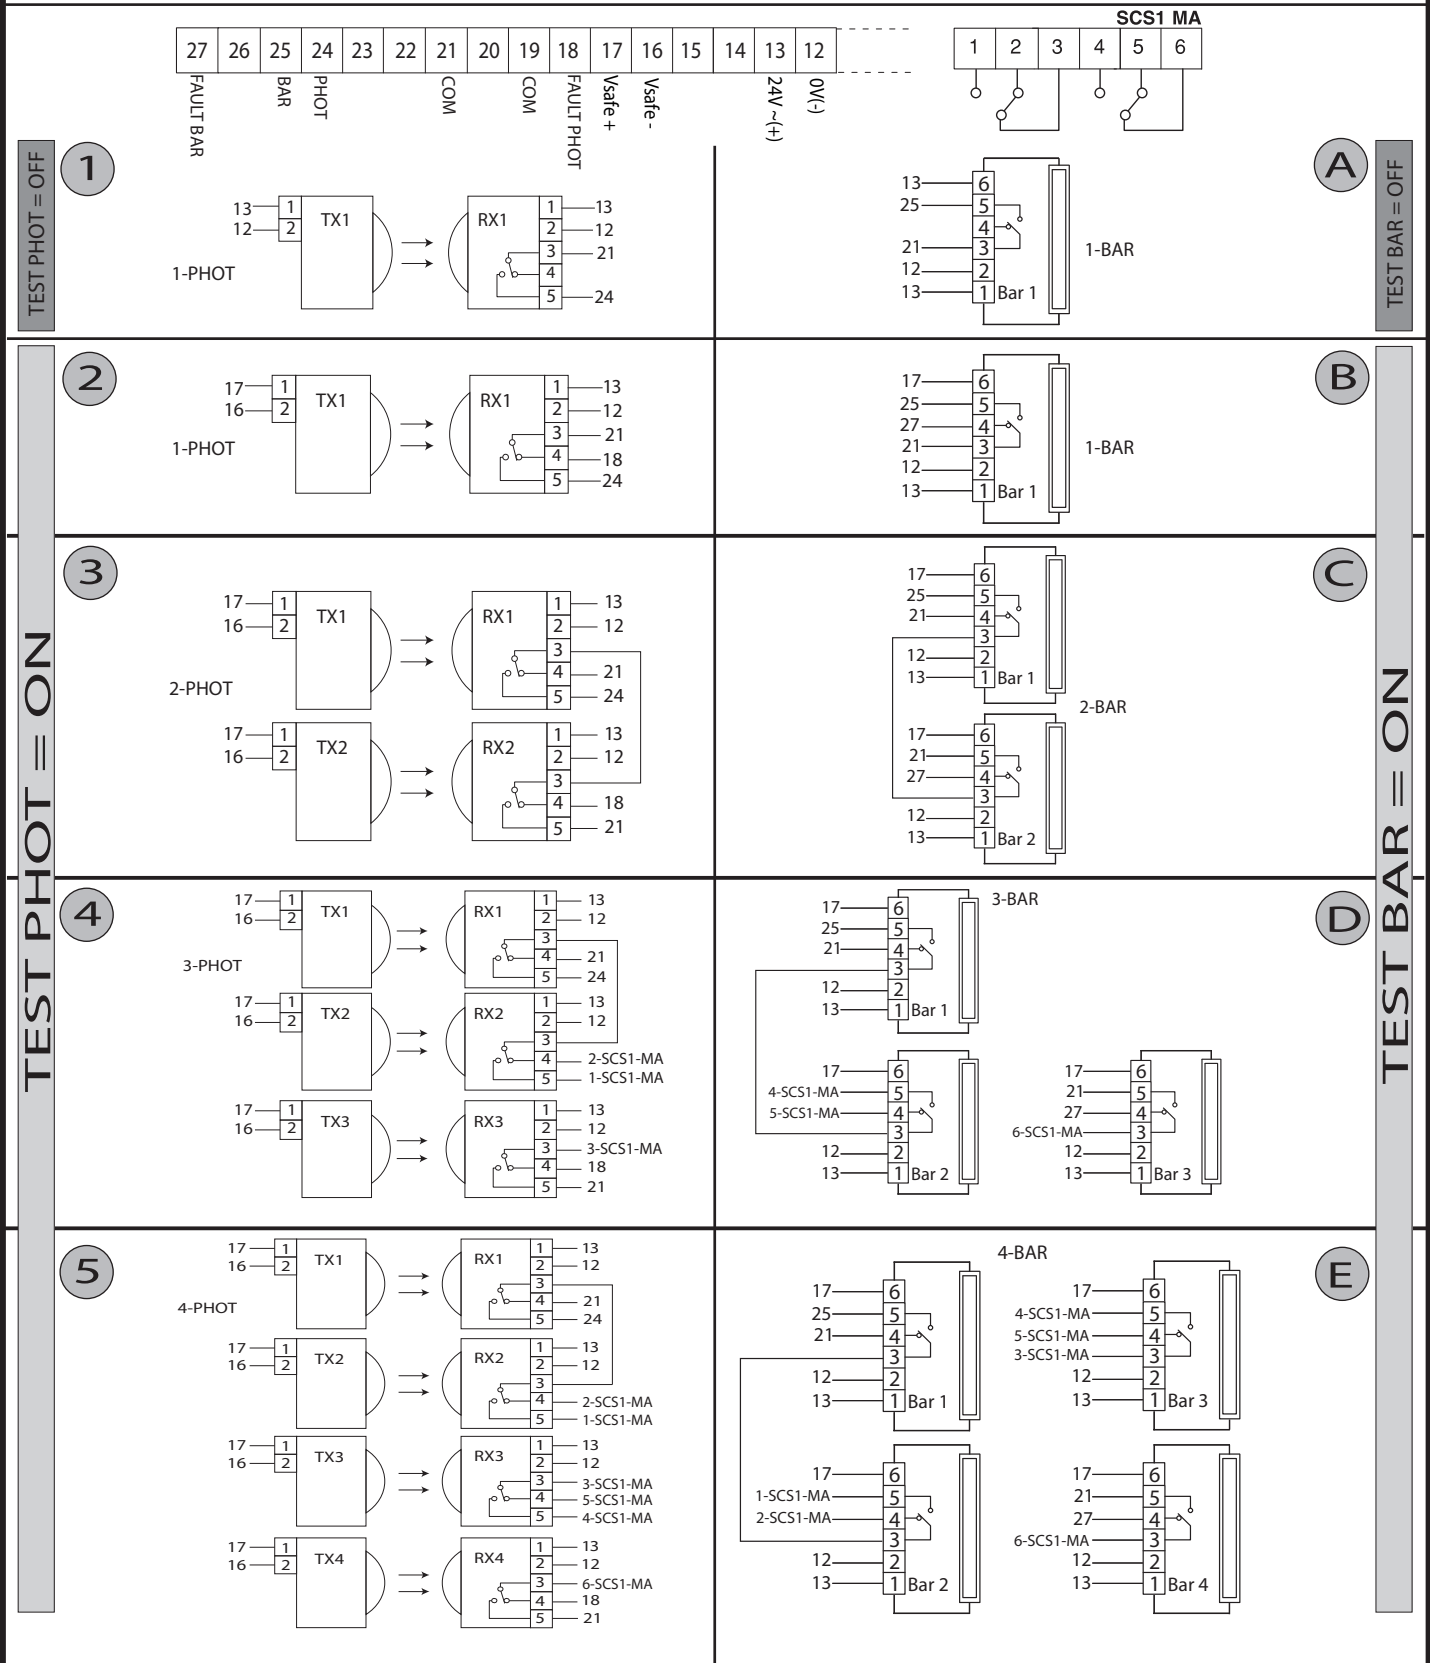 SCS1 MA
27 26 25 24 23 22 21 20 19 18 17 16 15 14 13 12
1 2 3 4 5 6
FAULT BAR
BAR
PHOT
COM
COM
FAULT PHOT
Vsafe +
Vsafe -
24V ~(+)
0V(-)
TEST PHOT = OFF
1
13 1 TX1
12 2
1-PHOT
RX1 1 13
2 12
3 21
4
5 24
A
TEST BAR = OFF
13 6
25 5
4
21 3
12 2
13 1 Bar 1
1-BAR
TEST PHOT = ON
2
17 1 TX1
16 2
1-PHOT
RX1 1 13
2 12
3 21
4 18
5 24
B
TEST BAR = ON
17 6
25 5
27 4
21 3
12 2
13 1 Bar 1
1-BAR
3
17 1 TX1
16 2
RX1 1 13
2 12
3
4 21
5 24
2-PHOT
17 1 TX2
16 2
RX2 1 13
2 12
3
4 18
5 21
C
17 6
25 5
21 4
3
12 2
13 1 Bar 1
2-BAR
17 6
21 5
27 4
3
12 2
13 1 Bar 2
4
17 1 TX1
16 2
RX1 1 13
2 12
3
4 21
5 24
3-PHOT
17 1 TX2
16 2
RX2 1 13
2 12
3
4 2-SCS1-MA
5 1-SCS1-MA
17 1 TX3
16 2
RX3 1 13
2 12
3 3-SCS1-MA
4 18
5 21
D
3-BAR
17 6
25 5
21 4
3
12 2
13 1 Bar 1
17 6
4-SCS1-MA 5
5-SCS1-MA 4
3
12 2
13 1 Bar 2
17 6
21 5
27 4
6-SCS1-MA 3
12 2
13 1 Bar 3
5
17 1 TX1
16 2
RX1 1 13
2 12
3
4 21
5 24
4-PHOT
17 1 TX2
16 2
RX2 1 13
2 12
3
4 2-SCS1-MA
5 1-SCS1-MA
17 1 TX3
16 2
RX3 1 13
2 12
3 3-SCS1-MA
4 5-SCS1-MA
5 4-SCS1-MA
17 1 TX4
16 2
RX4 1 13
2 12
3 6-SCS1-MA
4 18
5 21
E
4-BAR
17 6
25 5
21 4
3
12 2
13 1 Bar 1
17 6
4-SCS1-MA 5
5-SCS1-MA 4
3-SCS1-MA 3
12 2
13 1 Bar 3
17 6
1-SCS1-MA 5
2-SCS1-MA 4
3
12 2
13 1 Bar 2
17 6
21 5
27 4
6-SCS1-MA 3
12 2
13 1 Bar 4